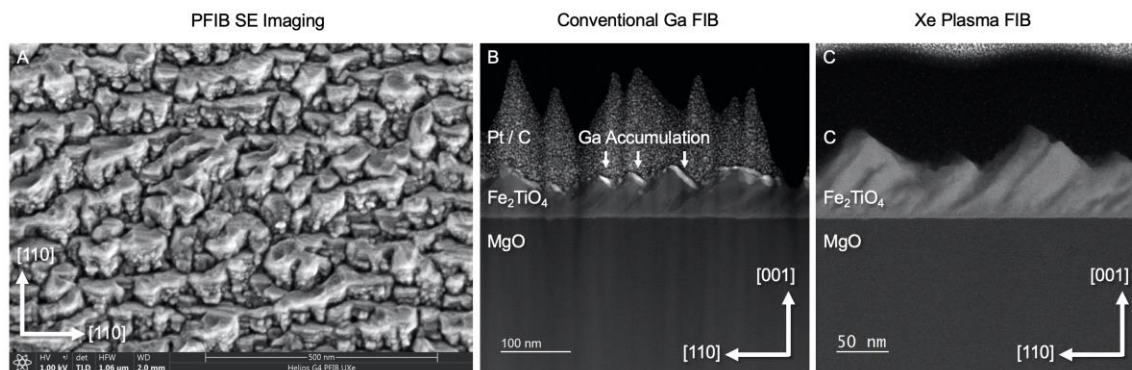 PFIB SE Imaging
Conventional Ga FIB
Xe Plasma FIB
A
[110]
[110]
HV
det
HFW
WD
500 nm
1.00 kV
TLD
1.06 µm
2.0 mm
Helios G4 PFIB UXe
B
Pt / C
Ga Accumulation
Fe₂TiO₄
MgO
[001]
[110]
100 nm
C
C
Fe₂TiO₄
MgO
[001]
[110]
50 nm